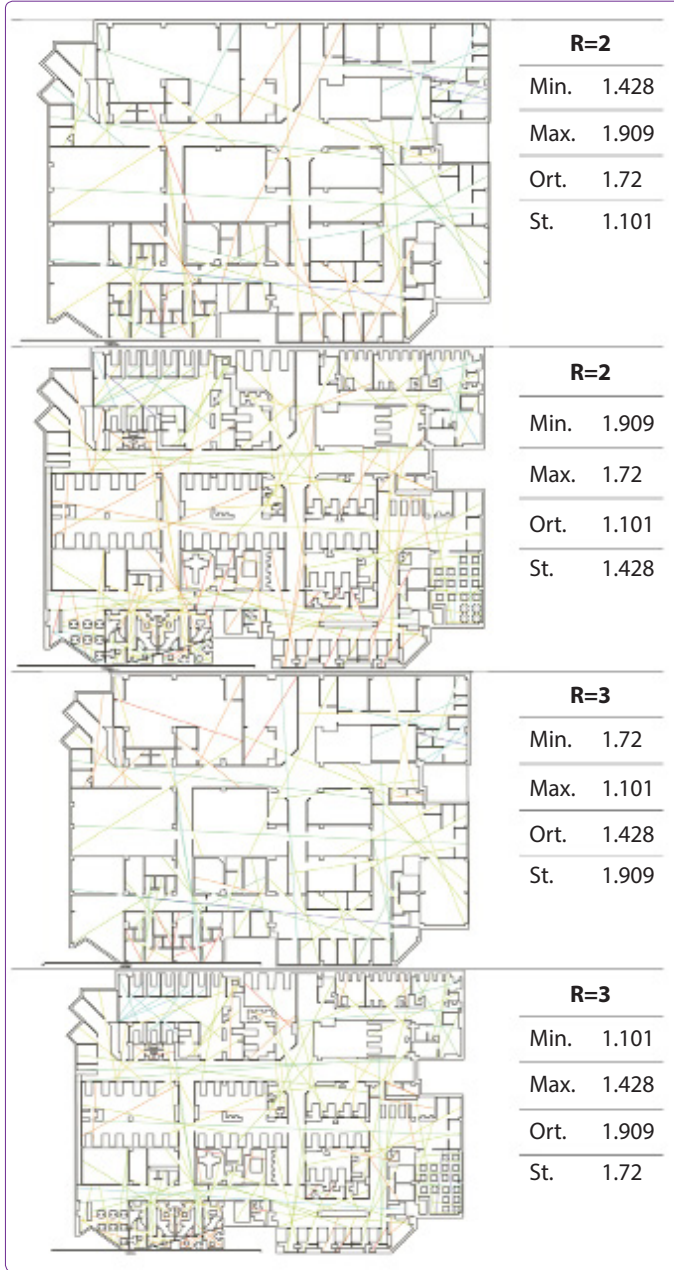 R=2
Min. 1.428
Max. 1.909
Ort. 1.72
St. 1.101
R=2
Min. 1.909
Max. 1.72
Ort. 1.101
St. 1.428
R=3
Min. 1.72
Max. 1.101
Ort. 1.428
St. 1.909
R=3
Min. 1.101
Max. 1.428
Ort. 1.909
St. 1.72